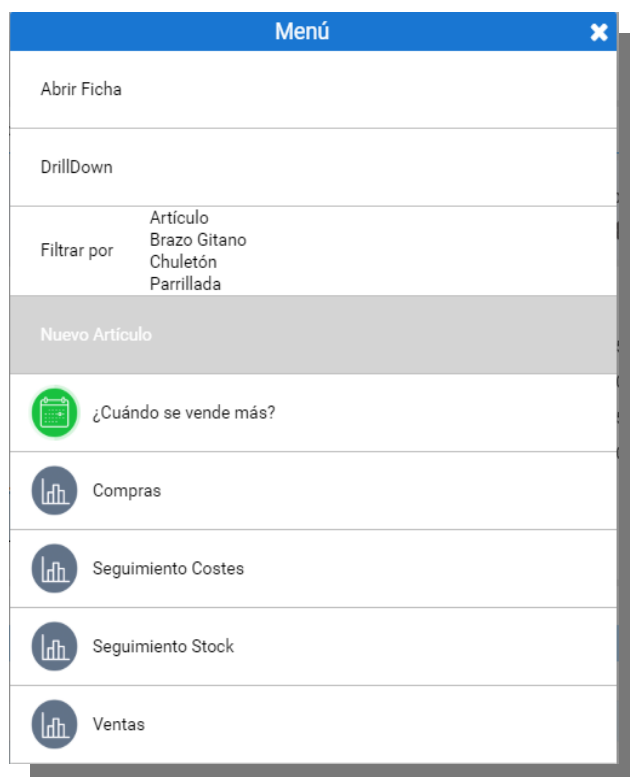 Menú
Abrir Ficha
DrillDown
Filtrar por
Artículo
Brazo Gitano
Chuletón
Parrillada
Nuevo Artículo
¿Cuándo se vende más?
Compras
Seguimiento Costes
Seguimiento Stock
Ventas